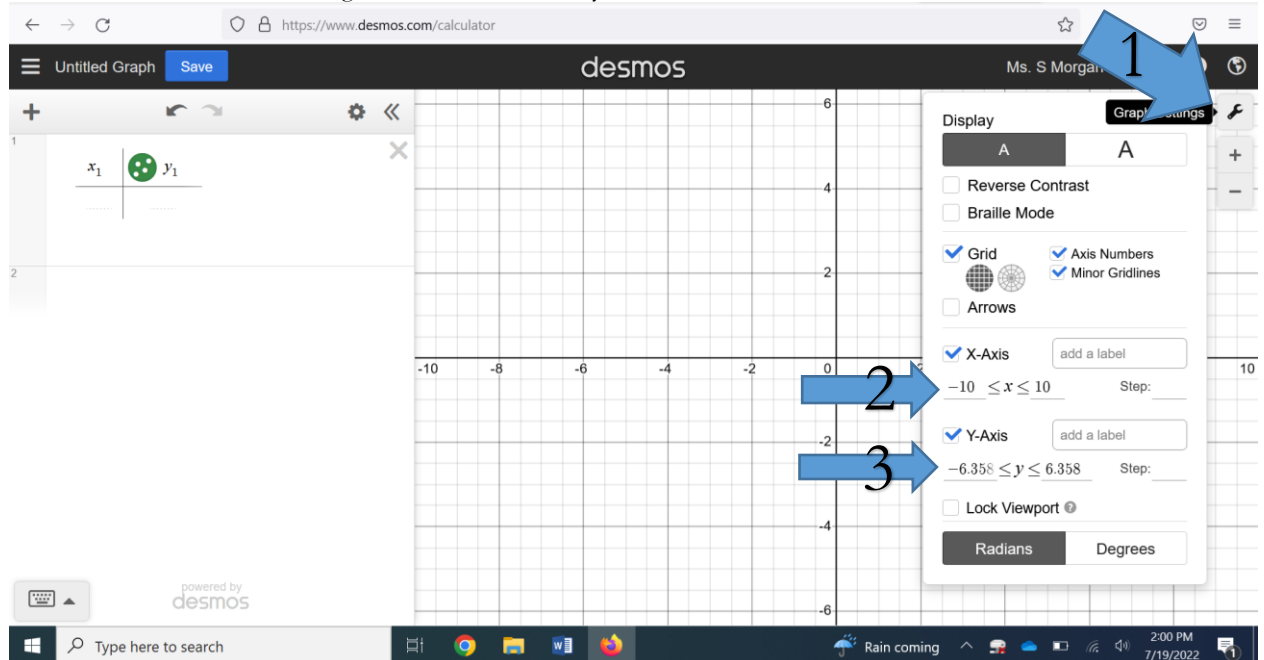 https://www.desmos.com/calculator
1
Untitled Graph Save desmos Ms. S Morgan
Graph Settings
Display
A A
Reverse Contrast
Braille Mode
Grid Axis Numbers
Minor Gridlines
Arrows
X-Axis add a label
2
−10 ≤ x ≤ 10 Step:
Y-Axis add a label
3
−6.358 ≤ y ≤ 6.358 Step:
Lock Viewport ?
Radians Degrees
1
x₁ y₁
2
6
4
2
-10 -8 -6 -4 -2 0 2 10
-2
-4
-6
powered by
desmos
Type here to search Rain coming 2:00 PM
7/19/2022 1